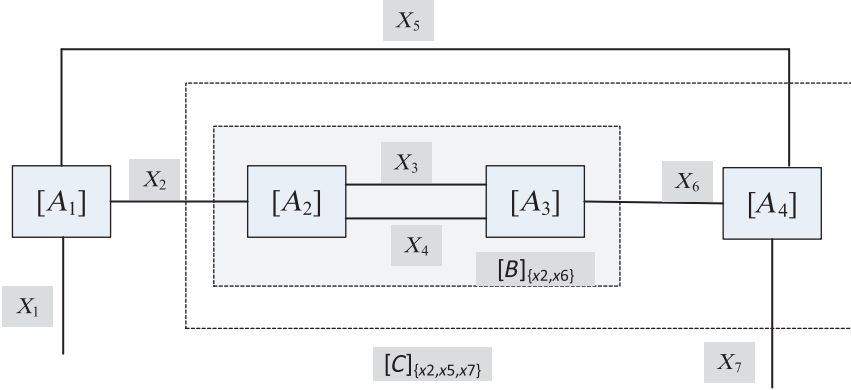 X5
X2
X3
[A1]
[A2]
[A3]
X6
[A4]
X4
[B]{x2,x6}
X1
[C]{x2,x5,x7}
X7